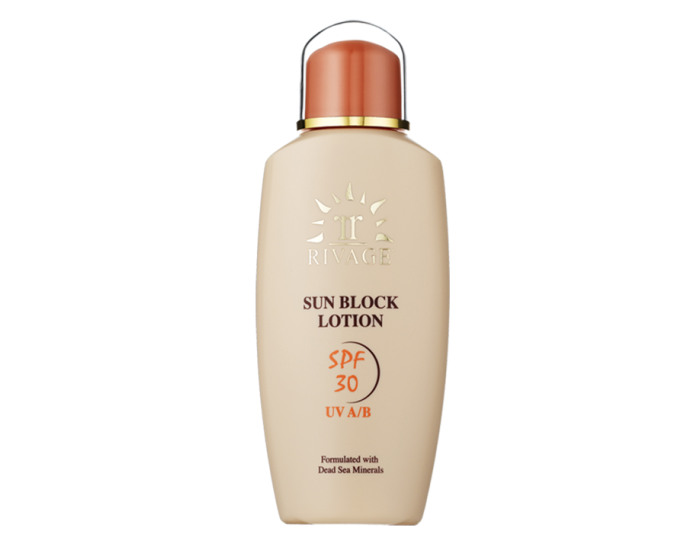 RIVAGE
SUN BLOCK
LOTION
SPF
30
UV A/B
Formulated with
Dead Sea Minerals